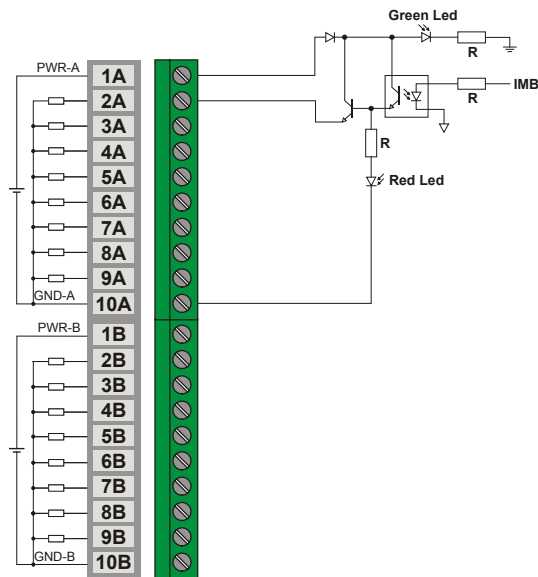 Green Led
R
PWR-A
1A
IMB
R
2A
3A
R
4A
5A
Red Led
6A
7A
8A
9A
GND-A
10A
PWR-B
1B
2B
3B
4B
5B
6B
7B
8B
9B
GND-B
10B